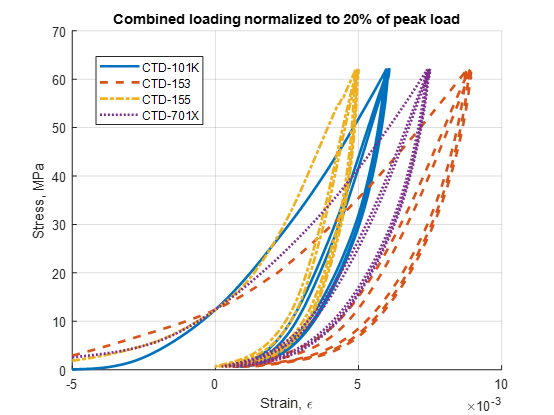 Combined loading normalized to 20% of peak load
70
60
50
40
30
20
10
0
Stress, MPa
CTD-101K
CTD-153
CTD-155
CTD-701X
-5
0
5
10
Strain, ϵ
×10⁻³